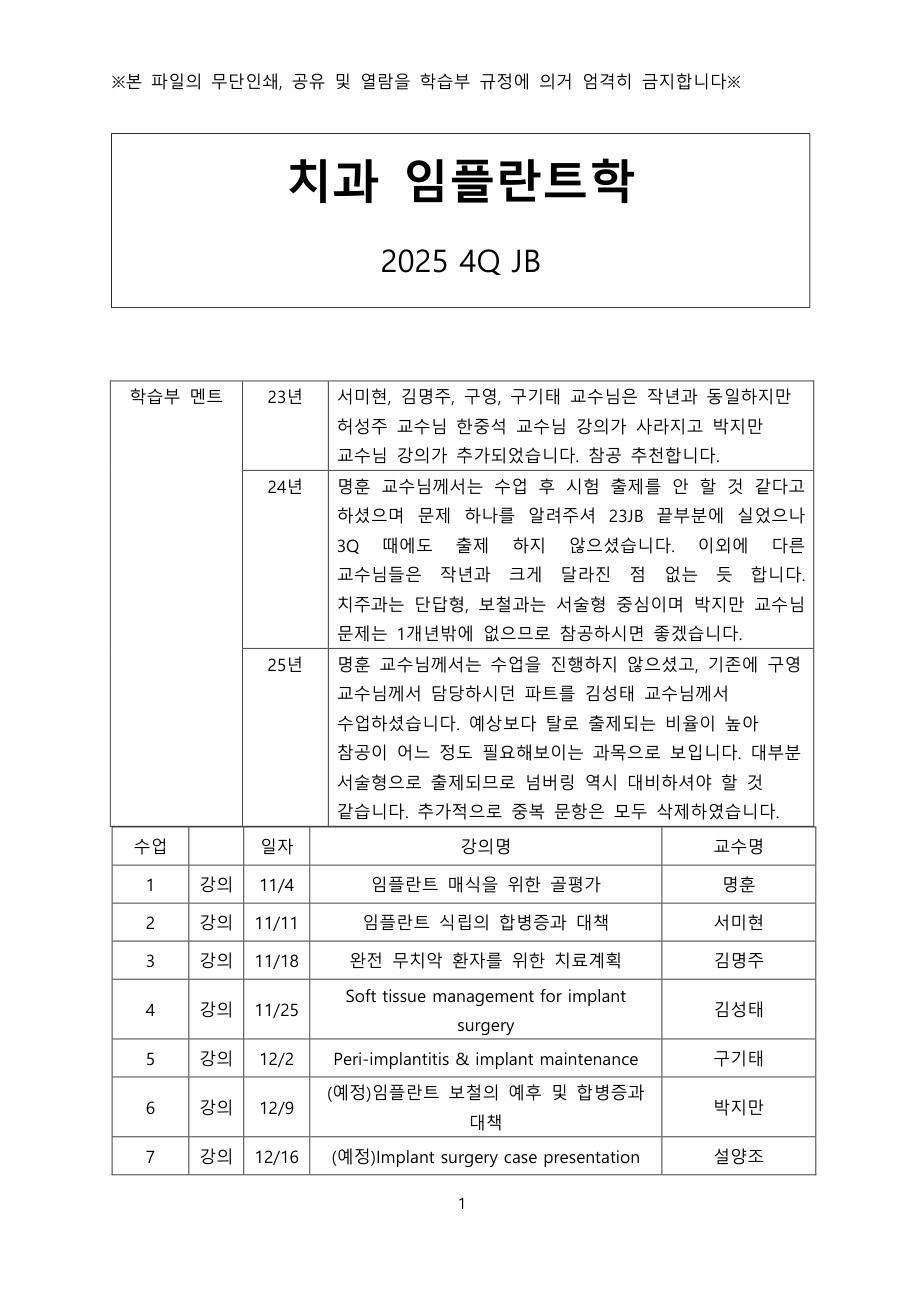 ※본 파일의 무단인쇄, 공유 및 열람을 학습부 규정에 의거 엄격히 금지합니다※
치과 임플란트학
2025 4Q JB
학습부 멘트 23년 서미현, 김명주, 구영, 구기태 교수님은 작년과 동일하지만
허성주 교수님 한중석 교수님 강의가 사라지고 박지만
교수님 강의가 추가되었습니다. 참공 추천합니다.
24년 명훈 교수님께서는 수업 후 시험 출제를 안 할 것 같다고
하셨으며 문제 하나를 알려주셔 23JB 끝부분에 실었으나
3Q 때에도 출제 하지 않으셨습니다. 이외에 다른
교수님들은 작년과 크게 달라진 점 없는 듯 합니다.
치주과는 단답형, 보철과는 서술형 중심이며 박지만 교수님
문제는 1개년밖에 없으므로 참공하시면 좋겠습니다.
25년 명훈 교수님께서는 수업을 진행하지 않으셨고, 기존에 구영
교수님께서 담당하시던 파트를 김성태 교수님께서
수업하셨습니다. 예상보다 탈로 출제되는 비율이 높아
참공이 어느 정도 필요해보이는 과목으로 보입니다. 대부분
서술형으로 출제되므로 넘버링 역시 대비하셔야 할 것
같습니다. 추가적으로 중복 문항은 모두 삭제하였습니다.
수업 일자 강의명 교수명
1 강의 11/4 임플란트 매식을 위한 골평가 명훈
2 강의 11/11 임플란트 식립의 합병증과 대책 서미현
3 강의 11/18 완전 무치악 환자를 위한 치료계획 김명주
4 강의 11/25 Soft tissue management for implant
surgery 김성태
5 강의 12/2 Peri-implantitis & implant maintenance 구기태
6 강의 12/9 (예정)임플란트 보철의 예후 및 합병증과
대책 박지만
7 강의 12/16 (예정)Implant surgery case presentation 설양조
1